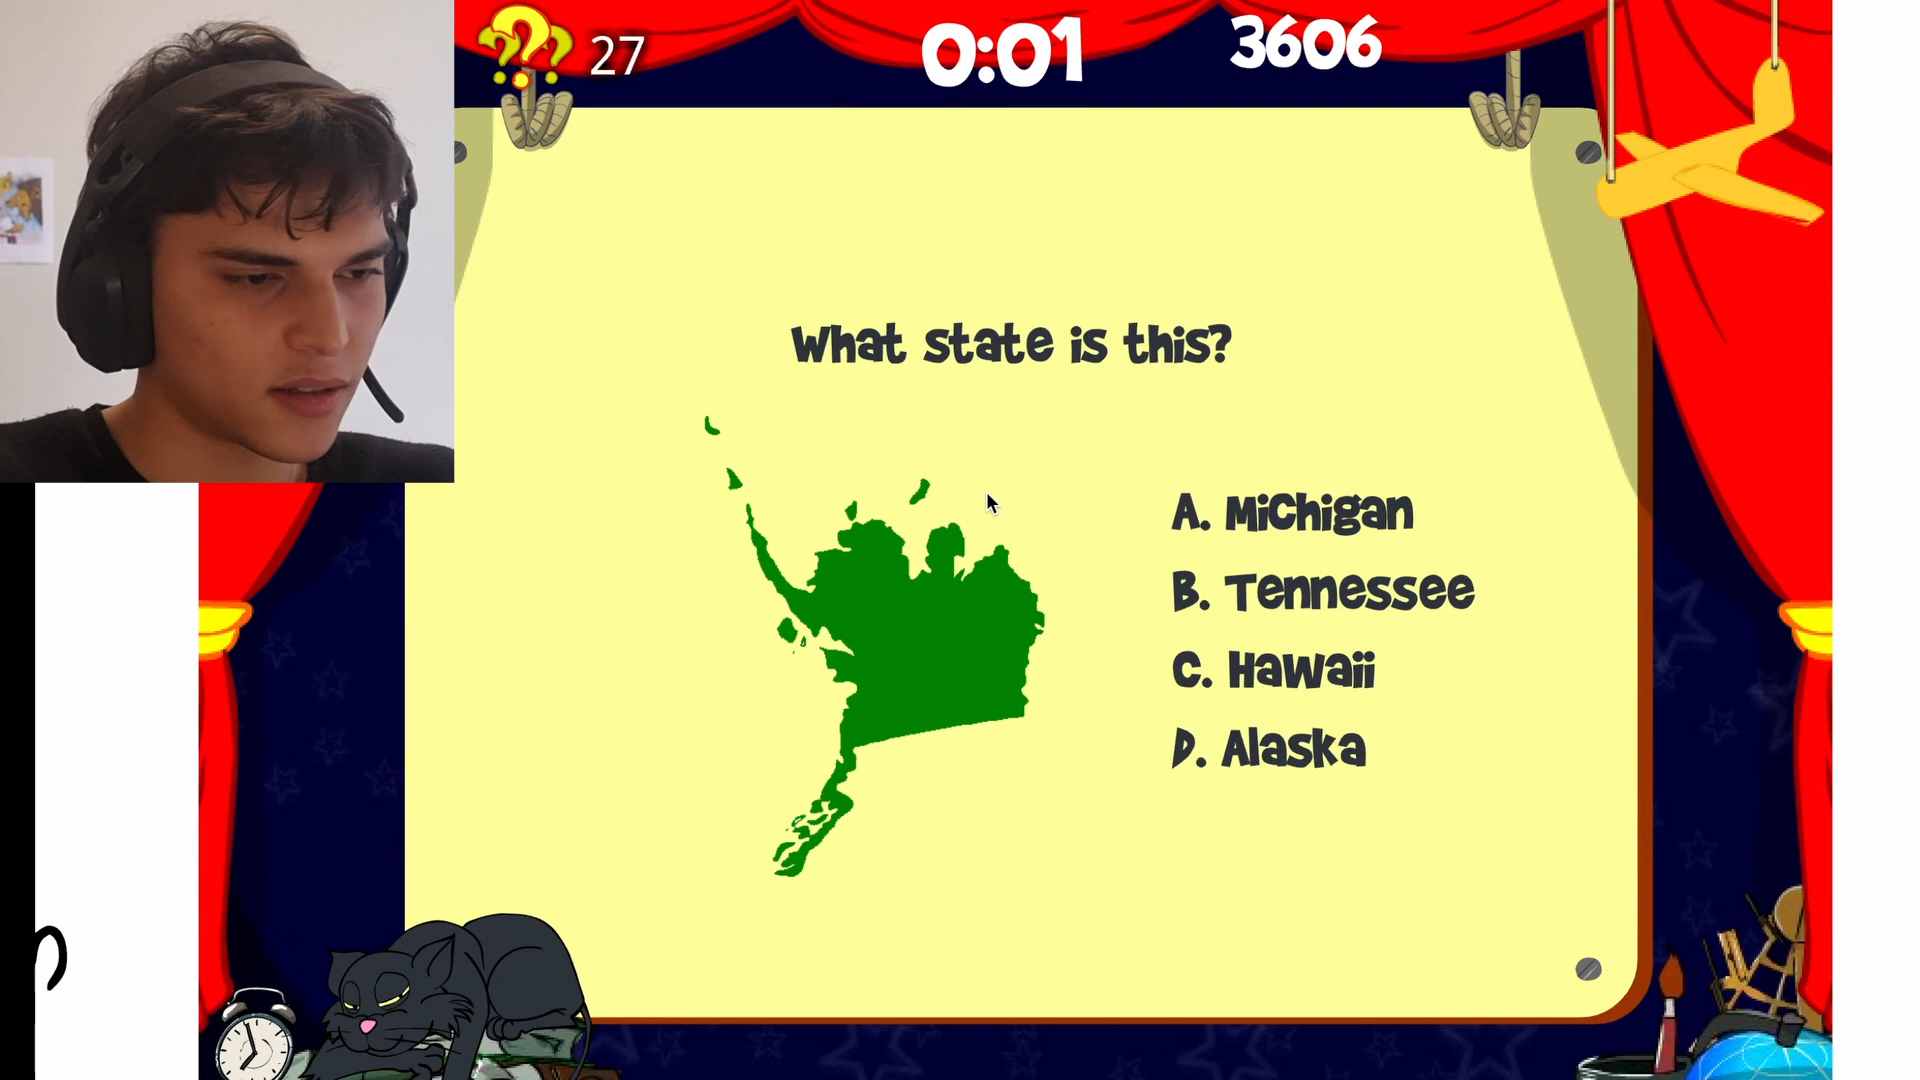 27
0:01
3606
What state is this?
A. Michigan
B. Tennessee
C. Hawaii
D. Alaska